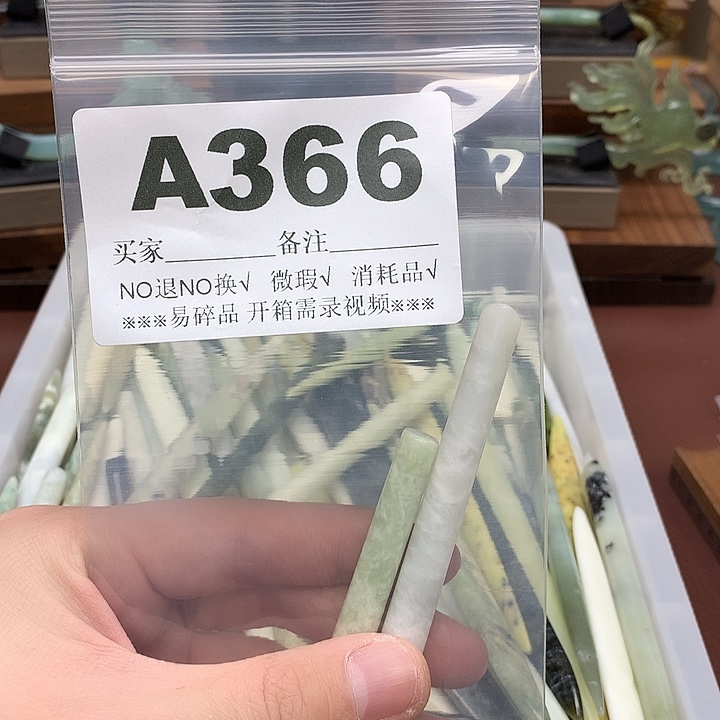 A366
买家________备注________
NO退NO换√ 微瑕√ 消耗品√
※※※易碎品 开箱需录视频※※※